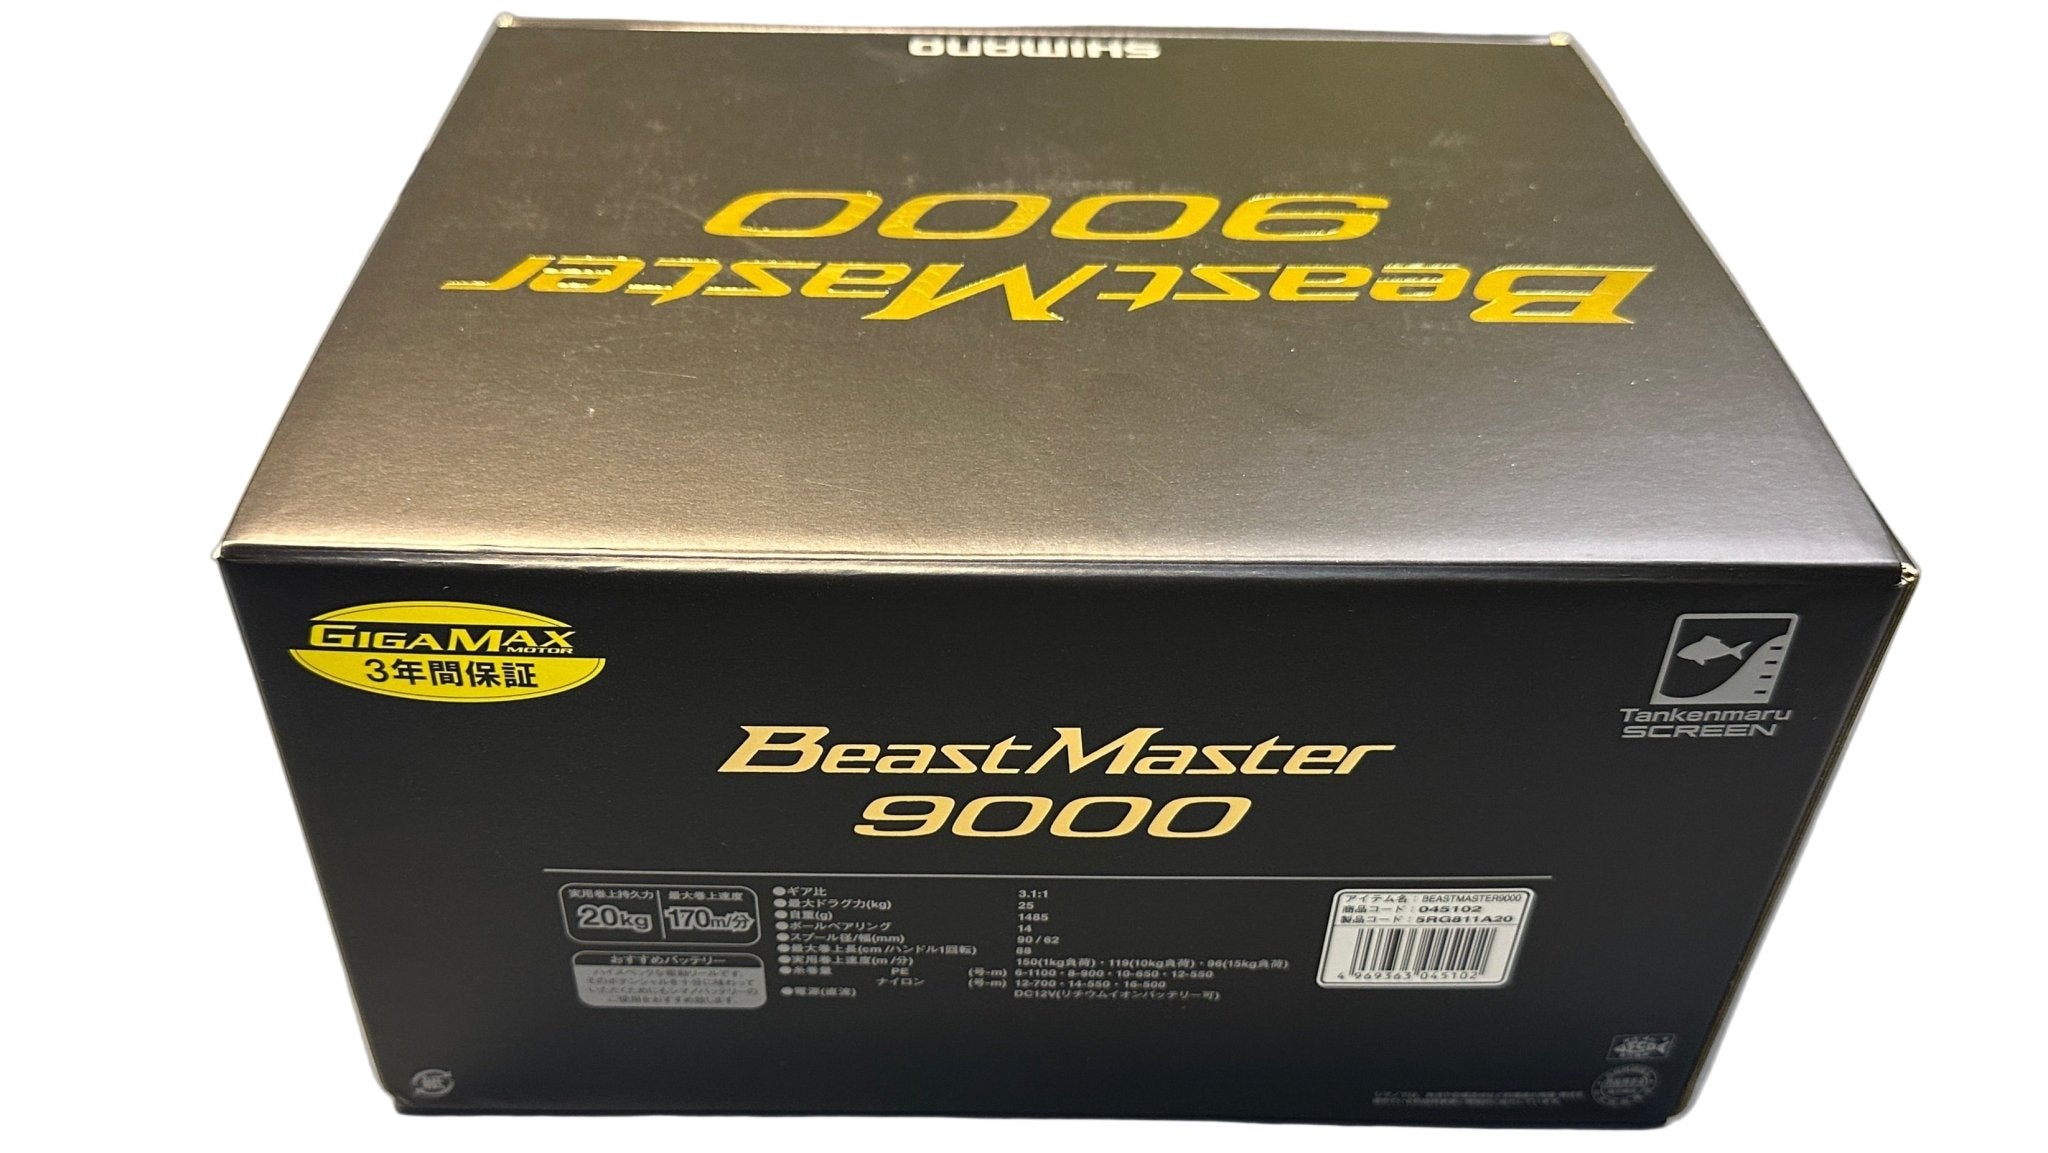 SHIMANO
BeastMaster
9000
GIGAMAX
MOTOR
3年間保証
Tankenmaru
SCREEN
BeastMaster
9000
実用巻上持久力
20kg
最大巻上速度
170m/分
おすすめバッテリー
●ギア比 3.1:1
●最大ドラグ力(kg) 25
●自重(g) 1485
●ボールベアリング 14
●スプール径/幅(mm) 90/62
●最大巻上長(cm/ハンドル1回転) 88
●実用巻上速度(m/分) 150(1kg負荷)・119(10kg負荷)・96(15kg負荷)
●糸巻量 PE (号-m) 6-1100・8-900・10-650・12-550
ナイロン (号-m) 12-700・14-550・16-500
●電源(直流) DC12V(リチウムイオンバッテリー可)
アイテム名：BEASTMASTER9000
商品コード：045102
製品コード：5RG811A20
4 969363 045102
紙